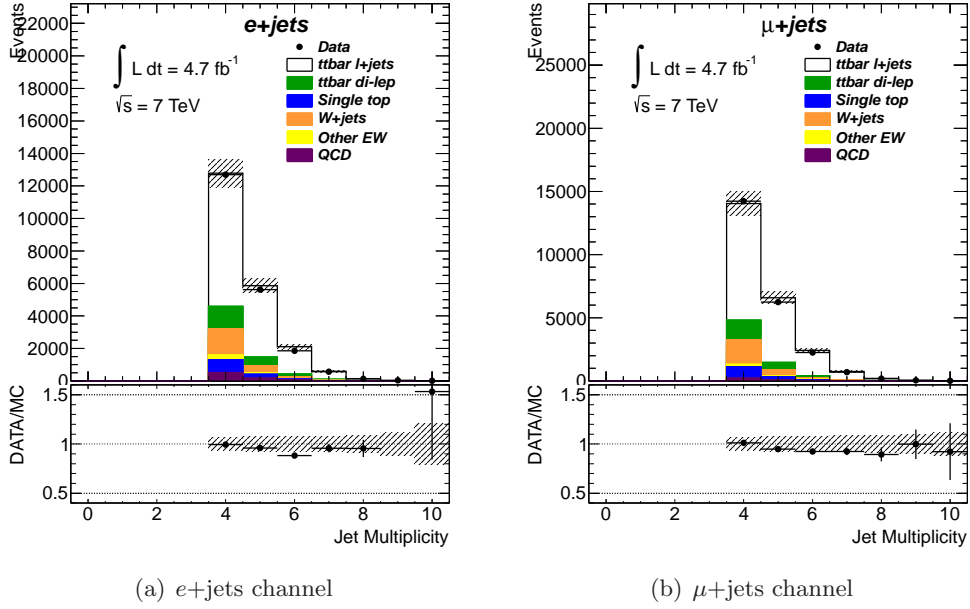 Events
22000
20000
18000
16000
14000
12000
10000
8000
6000
4000
2000
0
e+jets
∫ L dt = 4.7 fb⁻¹
√s = 7 TeV
Data
ttbar l+jets
ttbar di-lep
Single top
W+jets
Other EW
QCD
DATA/MC
1.5
1
0.5
0 2 4 6 8 10
Jet Multiplicity
(a) e+jets channel
Events
25000
20000
15000
10000
5000
0
μ+jets
∫ L dt = 4.7 fb⁻¹
√s = 7 TeV
Data
ttbar l+jets
ttbar di-lep
Single top
W+jets
Other EW
QCD
DATA/MC
1.5
1
0.5
0 2 4 6 8 10
Jet Multiplicity
(b) μ+jets channel